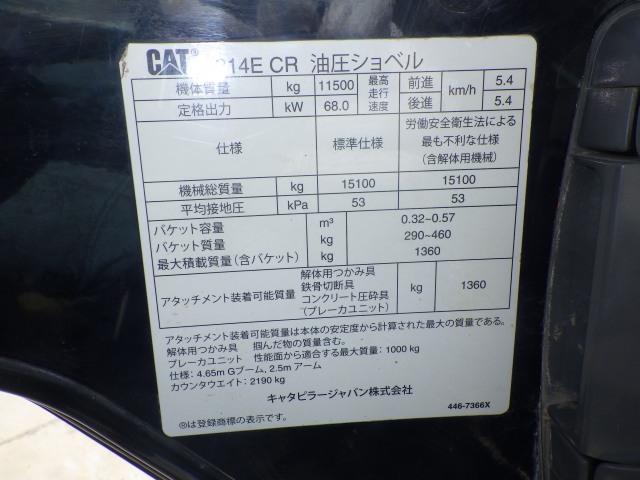 CAT® 314E CR 油圧ショベル
機体質量 kg 11500 最高走行速度 前進 km/h 5.4
定格出力 kW 68.0 後進 5.4
仕様 標準仕様 労働安全衛生法による最も不利な仕様(含解体用機械)
機械総質量 kg 15100 15100
平均接地圧 kPa 53 53
バケット容量 m³ 0.32~0.57
バケット質量 kg 290~460
最大積載質量(含バケット) kg 1360
アタッチメント装着可能質量 解体用つかみ具 鉄骨切断具 コンクリート圧砕具 (ブレーカユニット) kg 1360
アタッチメント装着可能質量は本体の安定度から計算された最大の質量である。
解体用つかみ具 掴んだ物の質量含む。
ブレーカユニット 性能面から適合する最大質量: 1000 kg
仕様: 4.65m Gブーム, 2.5m アーム
カウンタウエイト: 2190 kg
キャタピラージャパン株式会社
®は登録商標の表示です。 446-7366X